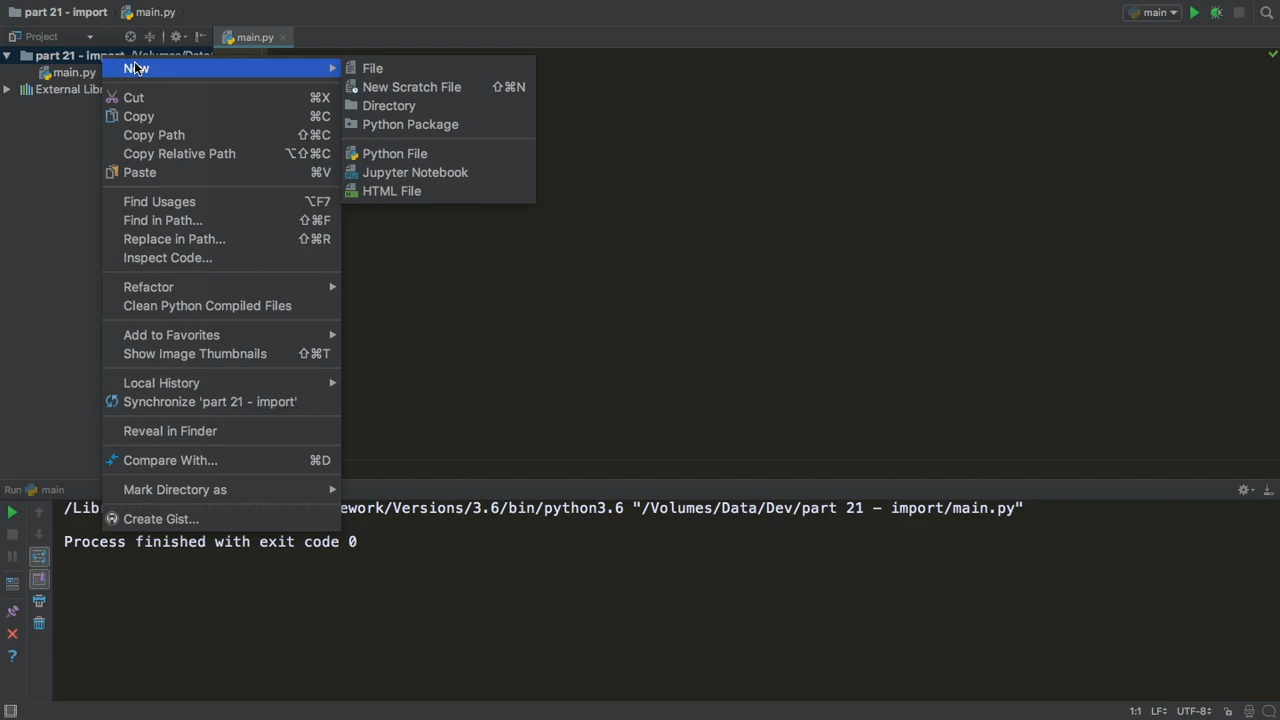 part 21 - import
main.py
main
Project
main.py
part 21 - import /Volumes/Data/
main.py
External Lib
New
Cut ⌘X
Copy ⌘C
Copy Path ⇧⌘C
Copy Relative Path ⌥⇧⌘C
Paste ⌘V
Find Usages ⌥F7
Find in Path... ⇧⌘F
Replace in Path... ⇧⌘R
Inspect Code...
Refactor
Clean Python Compiled Files
Add to Favorites
Show Image Thumbnails ⇧⌘T
Local History
Synchronize 'part 21 - import'
Reveal in Finder
Compare With... ⌘D
Mark Directory as
Create Gist...
File
New Scratch File ⇧⌘N
Directory
Python Package
Python File
Jupyter Notebook
HTML File
Run main
/Lib
work/Versions/3.6/bin/python3.6 "/Volumes/Data/Dev/part 21 – import/main.py"
Process finished with exit code 0
1:1 LF÷ UTF-8÷